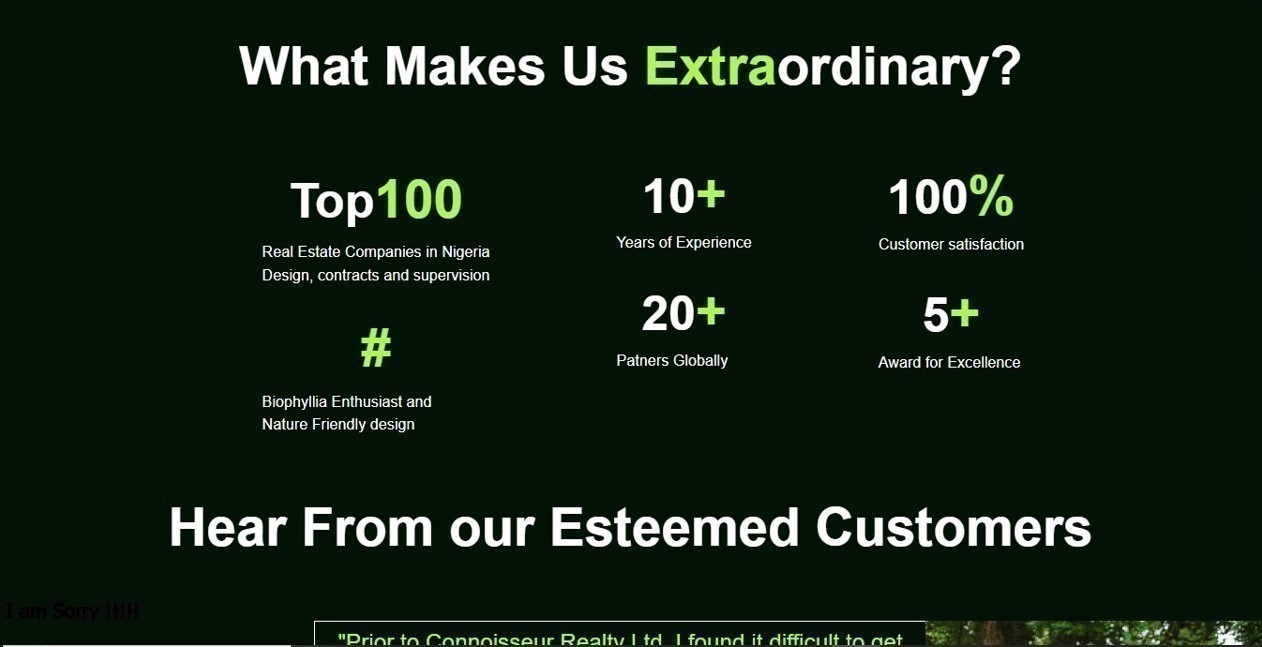 What Makes Us Extraordinary?
Top100
Real Estate Companies in Nigeria
Design, contracts and supervision
#
Biophyllia Enthusiast and
Nature Friendly design
10+
Years of Experience
20+
Patners Globally
100%
Customer satisfaction
5+
Award for Excellence
Hear From our Esteemed Customers
I am Sorry !!!!!
"Prior to Connoisseur Realty Ltd, I found it difficult to get